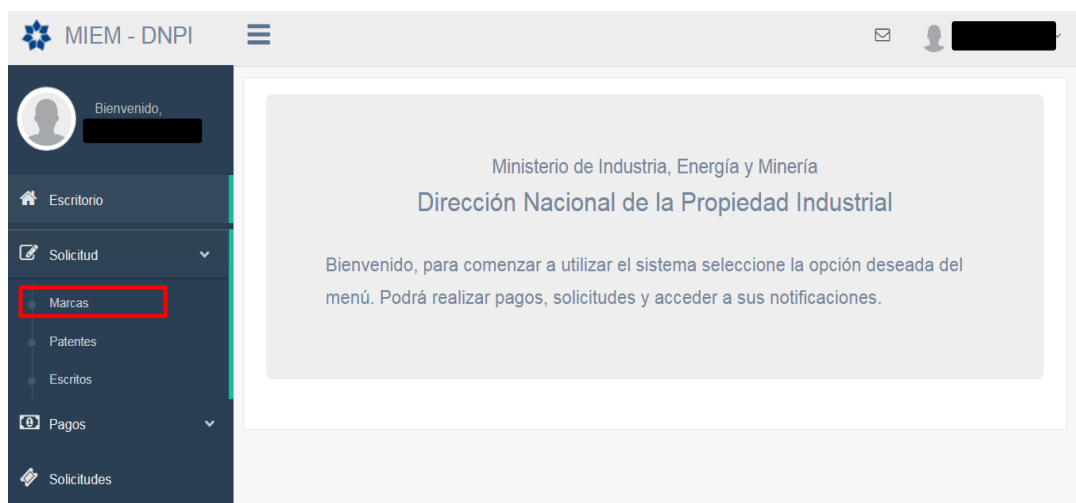 MIEM - DNPI
Bienvenido,
Escritorio
Solicitud
Marcas
Patentes
Escritos
Pagos
Solicitudes
Ministerio de Industria, Energía y Minería
Dirección Nacional de la Propiedad Industrial
Bienvenido, para comenzar a utilizar el sistema seleccione la opción deseada del
menú. Podrá realizar pagos, solicitudes y acceder a sus notificaciones.